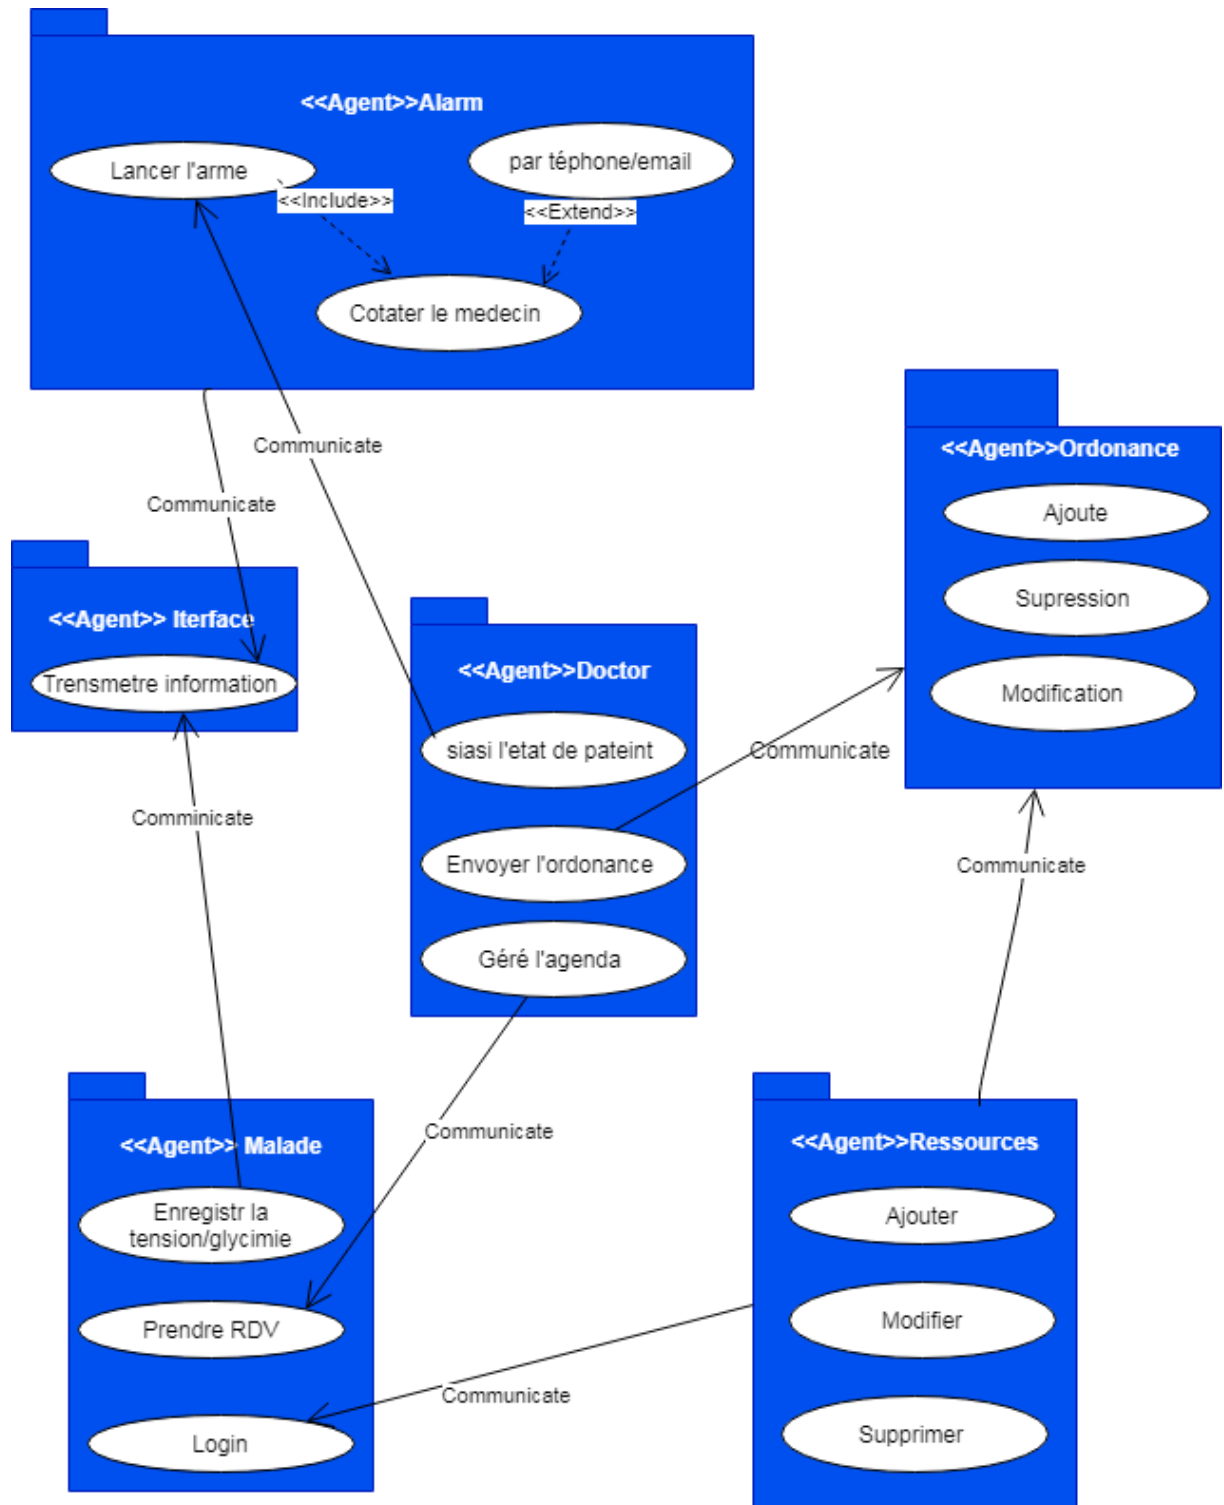 <<Agent>>Alarm
Lancer l'arme
par téphone/email
<<Include>>
<<Extend>>
Cotater le medecin
Communicate
Communicate
<<Agent>>Ordonance
Ajoute
Supression
Modification
<<Agent>> Iterface
Trensmetre information
<<Agent>>Doctor
siasi l'etat de pateint
Envoyer l'ordonance
Géré l'agenda
Communicate
Comminicate
Communicate
<<Agent>> Malade
Enregistr la
tension/glycimie
Prendre RDV
Login
Communicate
<<Agent>>Ressources
Ajouter
Modifier
Supprimer
Communicate